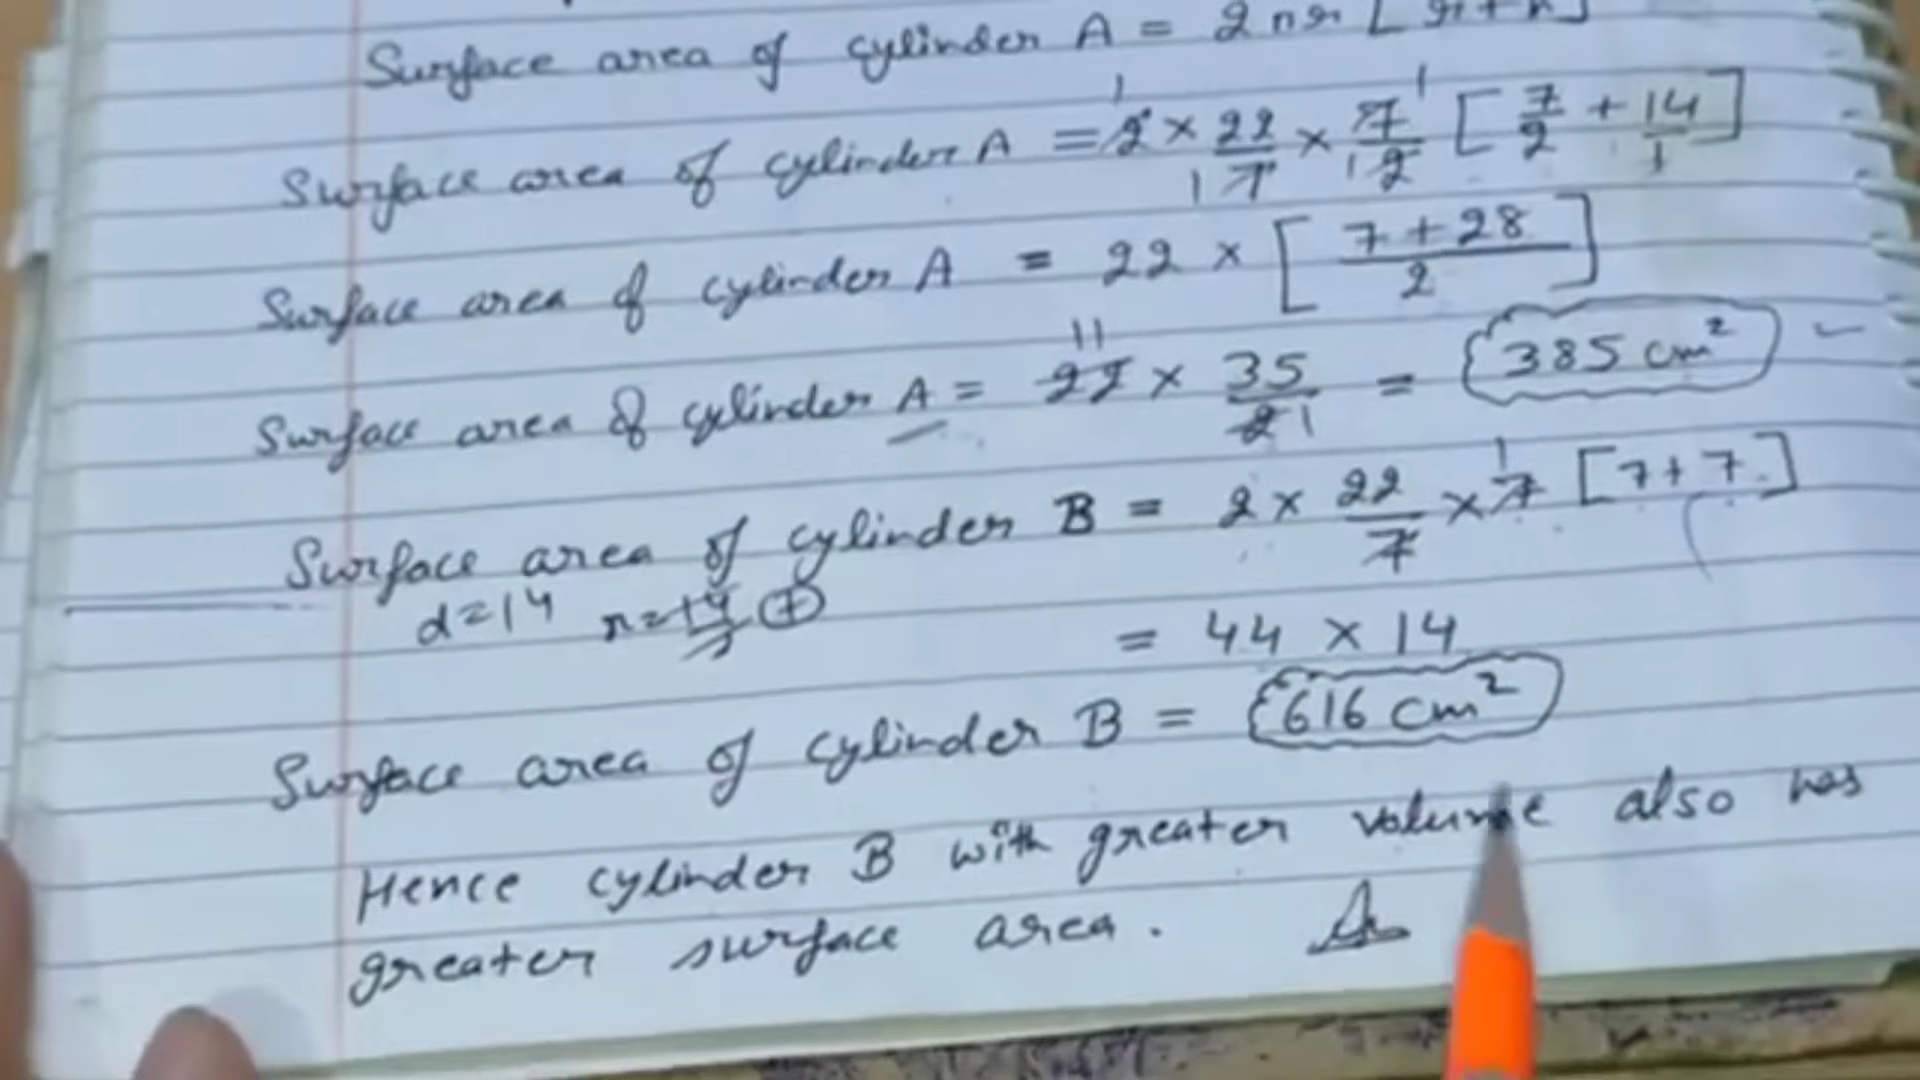 Surface area of cylinder A = 2πr [r+h]
Surface area of cylinder A = 2 × 22/7 × 7/2 [7/2 + 14/1]
Surface area of cylinder A = 22 × [7+28/2]
Surface area of cylinder A = 22 × 35/2 = 385 cm²
Surface area of cylinder B = 2 × 22/7 × 7 [7+7]
d=14 r=14/2 7
= 44 × 14
Surface area of cylinder B = 616 cm²
Hence cylinder B with greater volume also has
greater surface area.